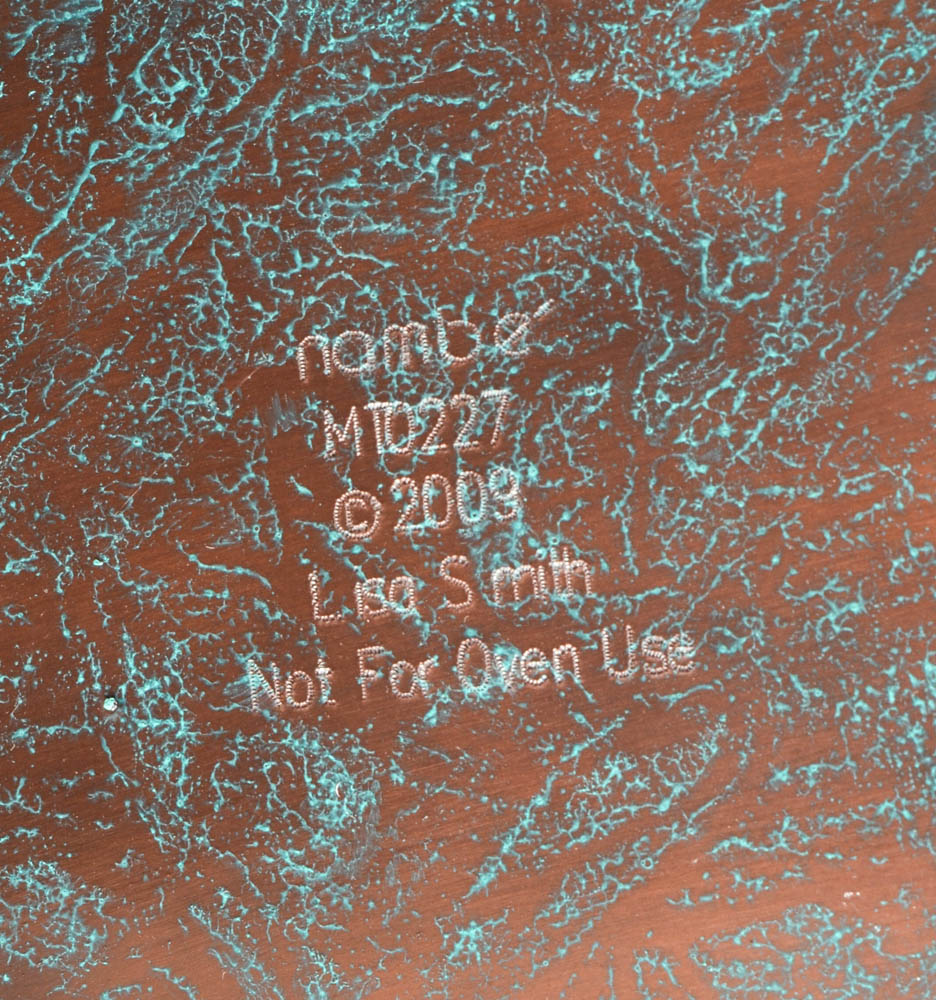 nambé
MT0227
©2009
Lisa Smith
Not For Oven Use